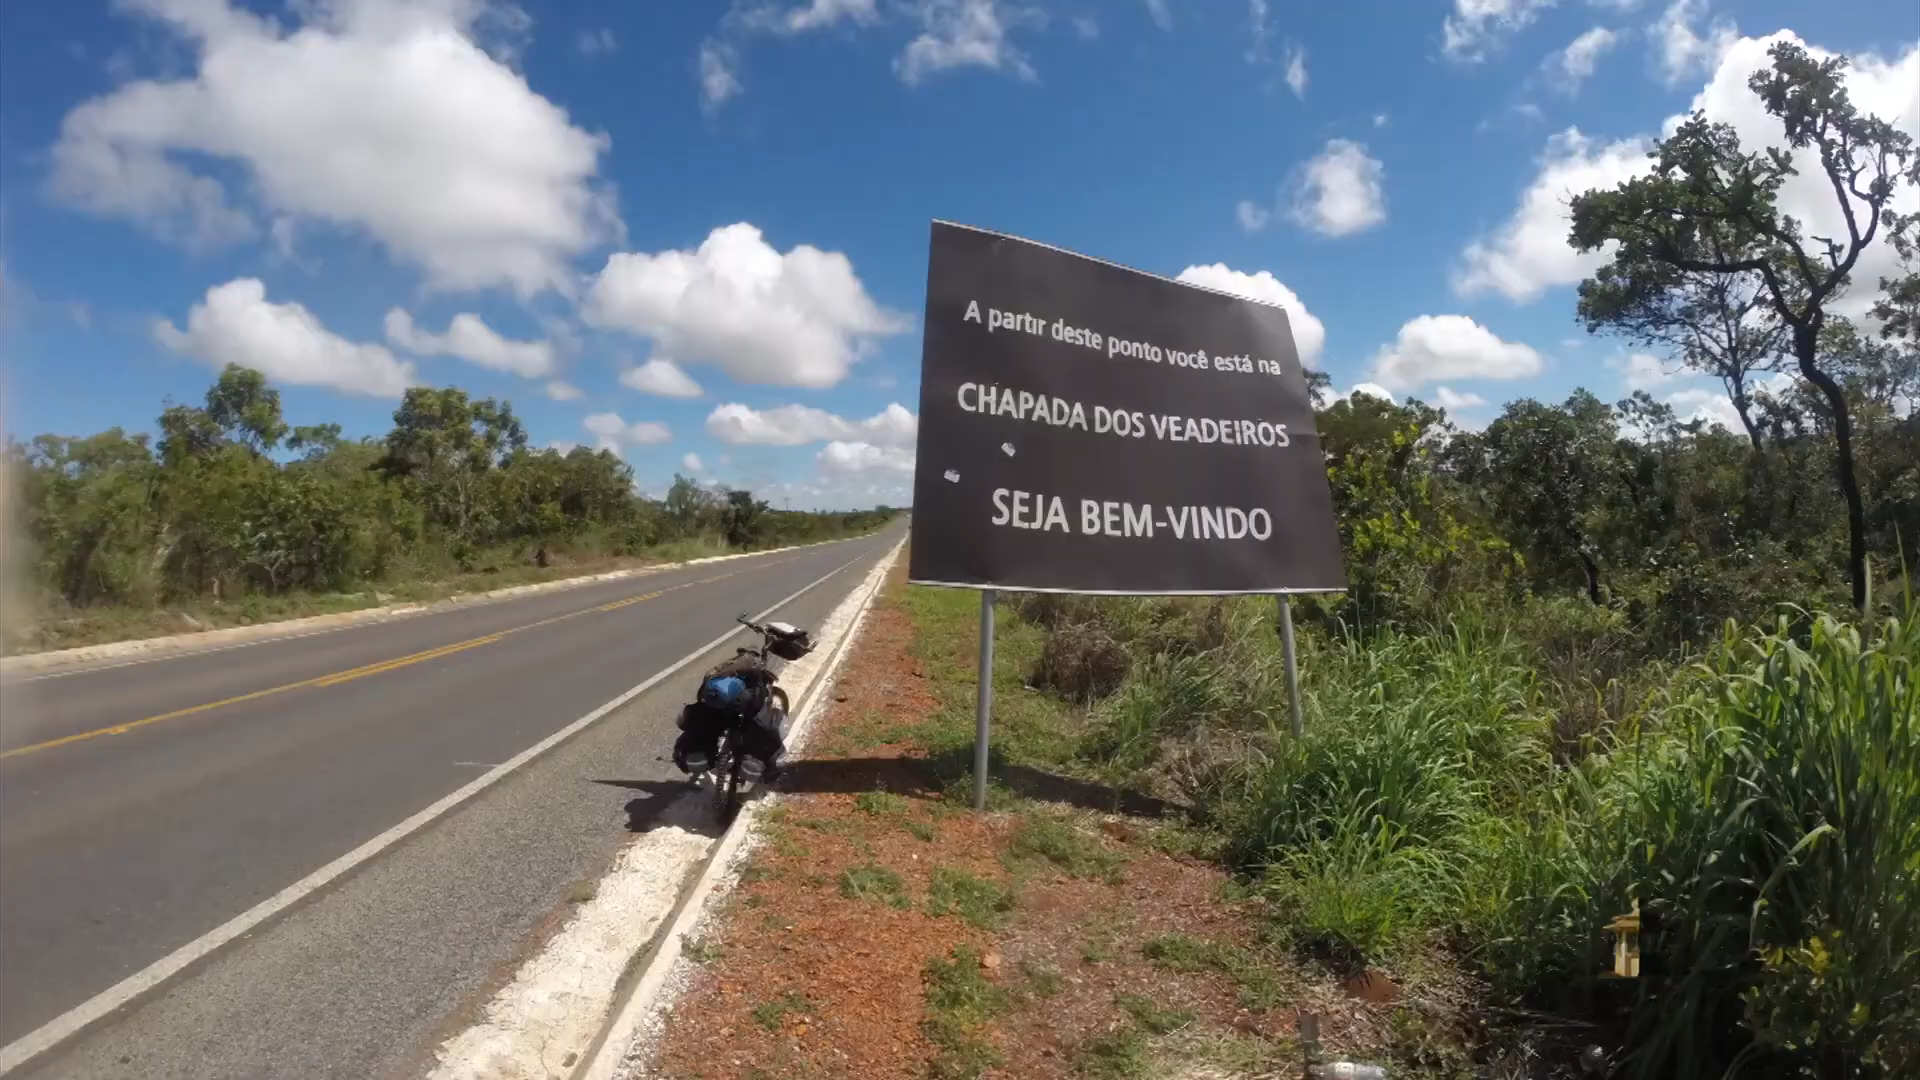 A partir deste ponto você está na
CHAPADA DOS VEADEIROS
SEJA BEM-VINDO